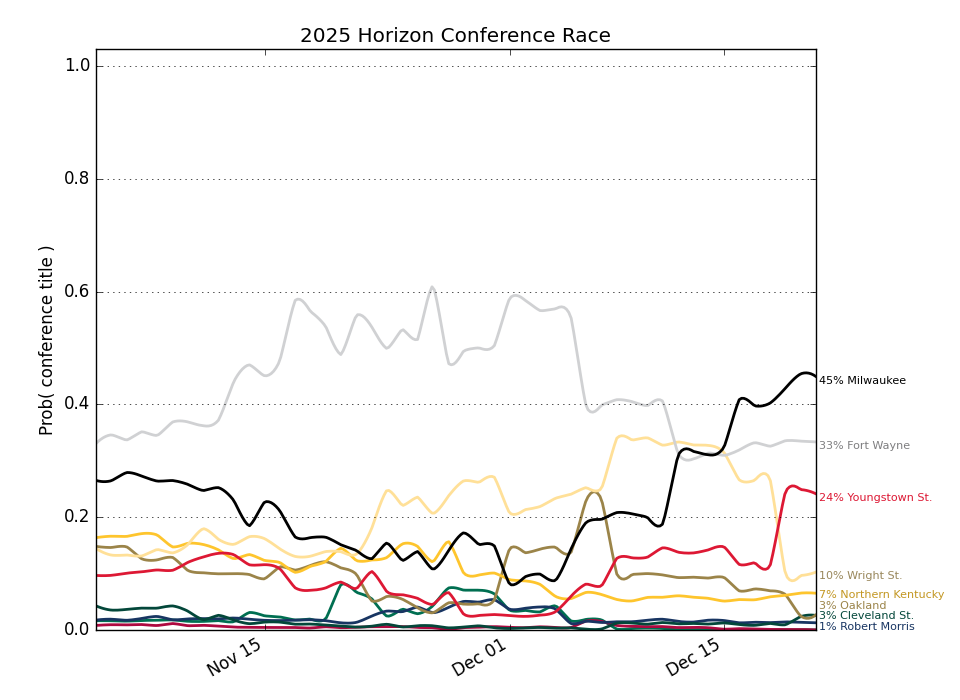 2025 Horizon Conference Race
Prob( conference title )
1.0
0.8
0.6
0.4
0.2
0.0
Nov 15
Dec 01
Dec 15
45% Milwaukee
33% Fort Wayne
24% Youngstown St.
10% Wright St.
7% Northern Kentucky
3% Oakland
3% Cleveland St.
1% Robert Morris